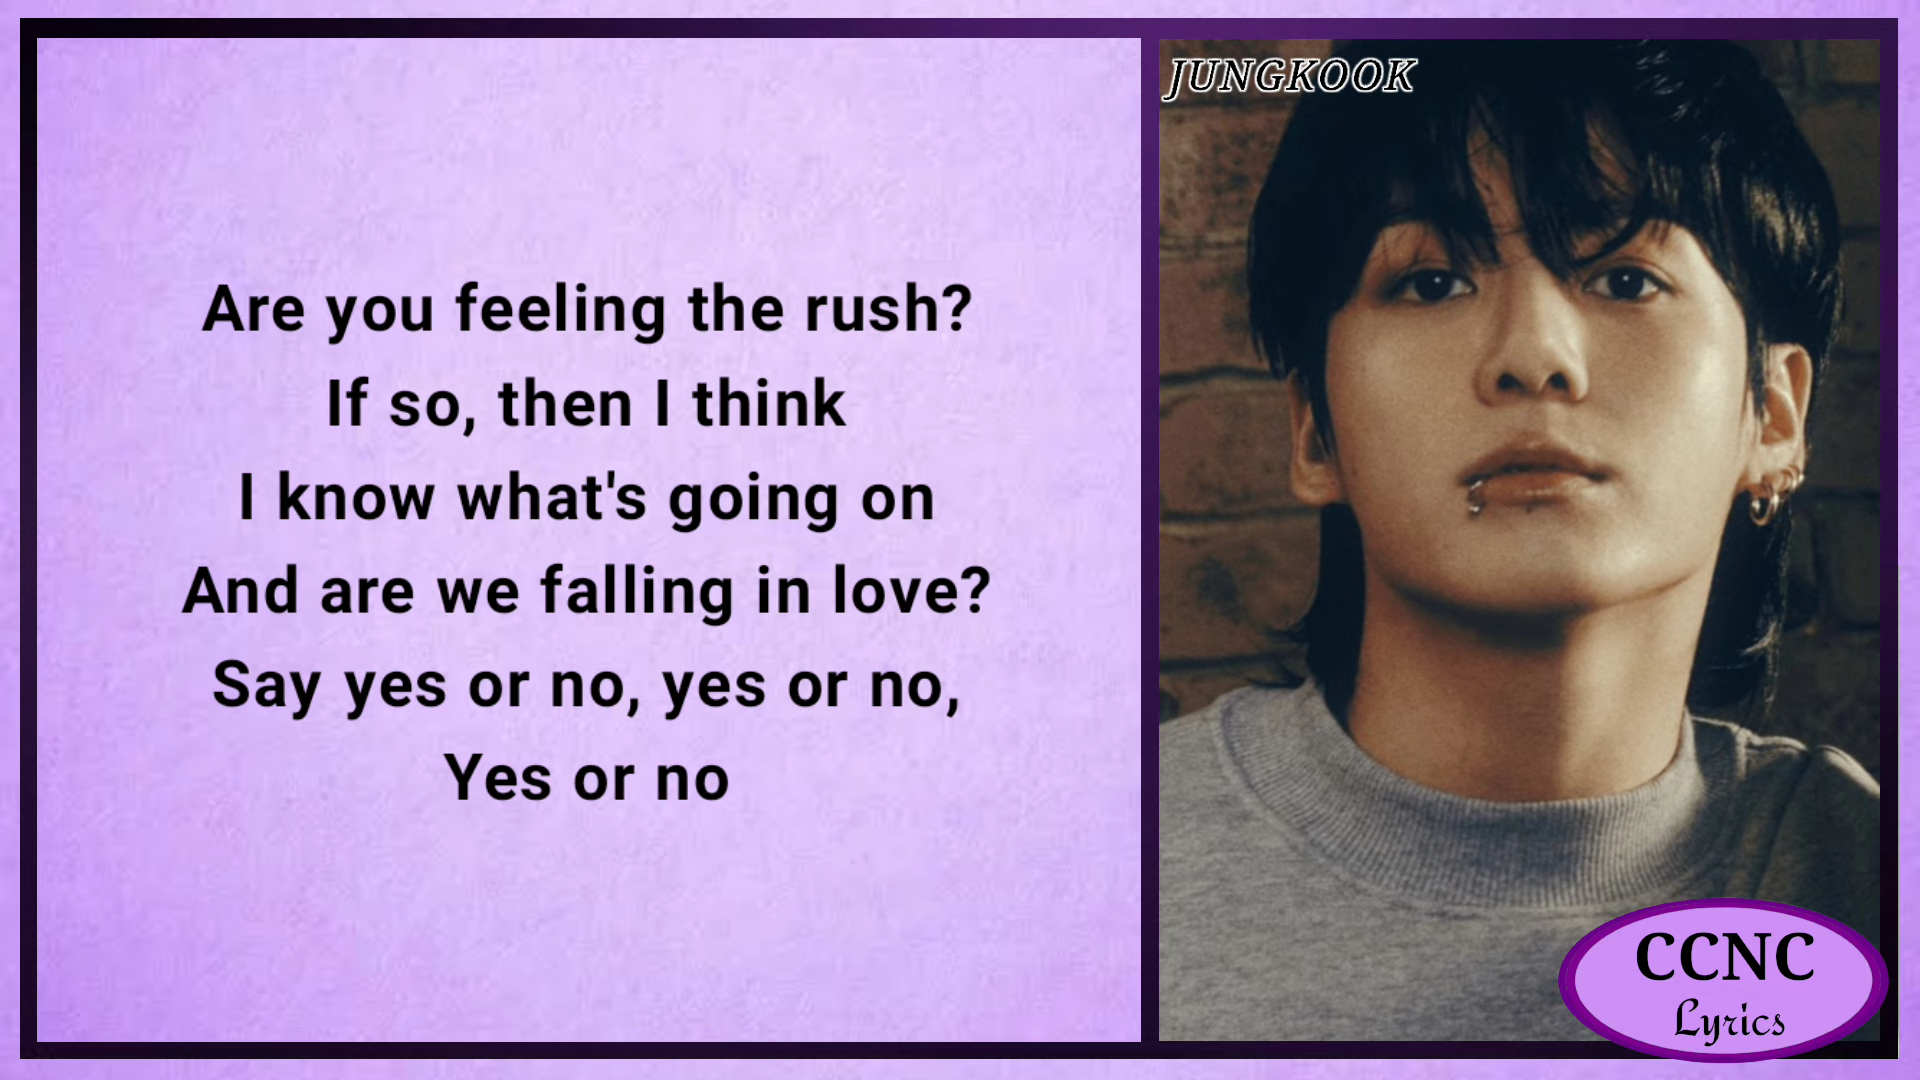 JUNGKOOK
Are you feeling the rush?
If so, then I think
I know what's going on
And are we falling in love?
Say yes or no, yes or no,
Yes or no
CCNC
Lyrics